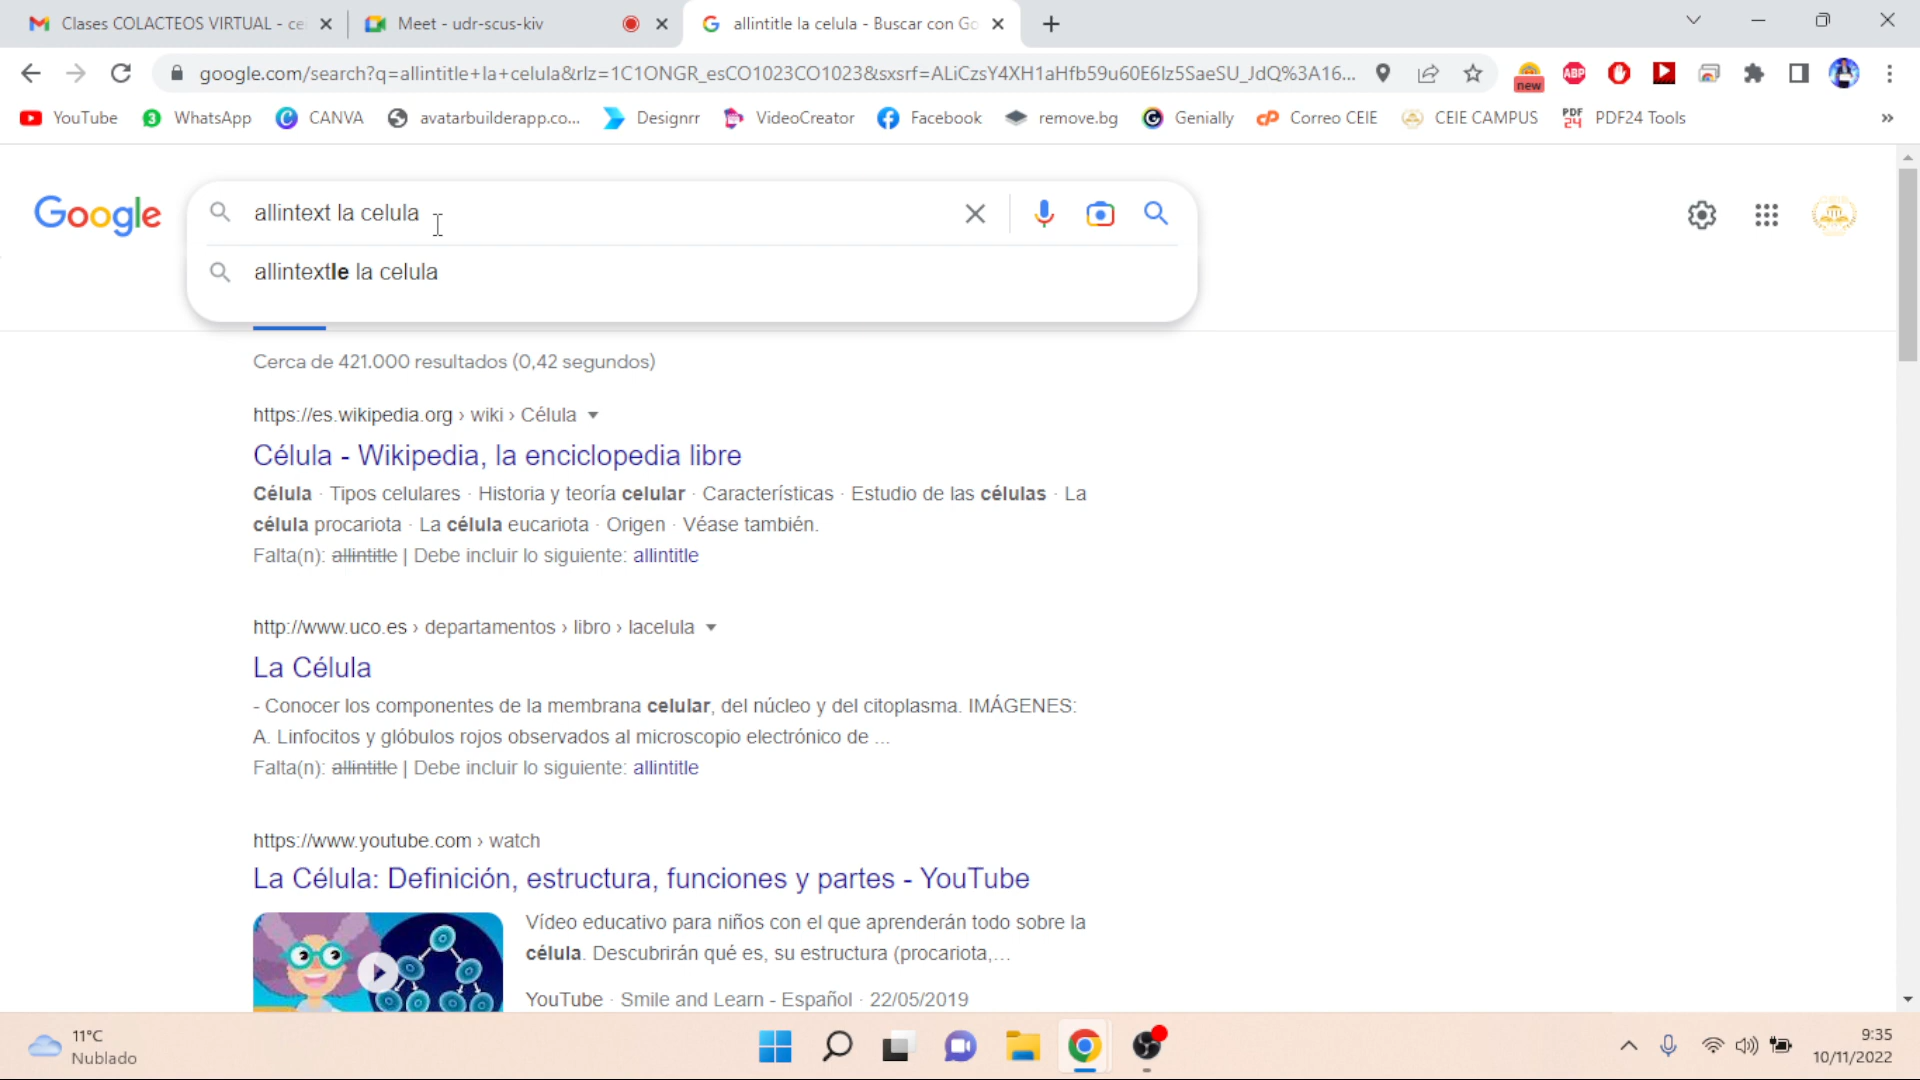 Clases COLACTEOS VIRTUAL - ce
Meet - udr-scus-kiv
allintitle la celula - Buscar con Go
google.com/search?q=allintitle+la+celula&rlz=1C1ONGR_esCO1023CO1023&sxsrf=ALiCzsY4XH1aHfb59u60E6Iz5SaeSU_JdQ%3A16...
new
ABP
YouTube
3 WhatsApp
CANVA
avatarbuilderapp.co...
Designrr
VideoCreator
Facebook
remove.bg
Genially
cP Correo CEIE
CEIE CAMPUS
PDF 24 PDF24 Tools
»
Google
allintext la celula
allintextle la celula
Cerca de 421.000 resultados (0,42 segundos)
https://es.wikipedia.org › wiki › Célula
Célula - Wikipedia, la enciclopedia libre
Célula · Tipos celulares · Historia y teoría celular · Características · Estudio de las células · La
célula procariota · La célula eucariota · Origen · Véase también.
Falta(n): allintitle | Debe incluir lo siguiente: allintitle
http://www.uco.es › departamentos › libro › lacelula
La Célula
- Conocer los componentes de la membrana celular, del núcleo y del citoplasma. IMÁGENES:
A. Linfocitos y glóbulos rojos observados al microscopio electrónico de ...
Falta(n): allintitle | Debe incluir lo siguiente: allintitle
https://www.youtube.com › watch
La Célula: Definición, estructura, funciones y partes - YouTube
Vídeo educativo para niños con el que aprenderán todo sobre la
célula. Descubrirán qué es, su estructura (procariota,...
YouTube · Smile and Learn - Español · 22/05/2019
11°C
Nublado
9:35
10/11/2022